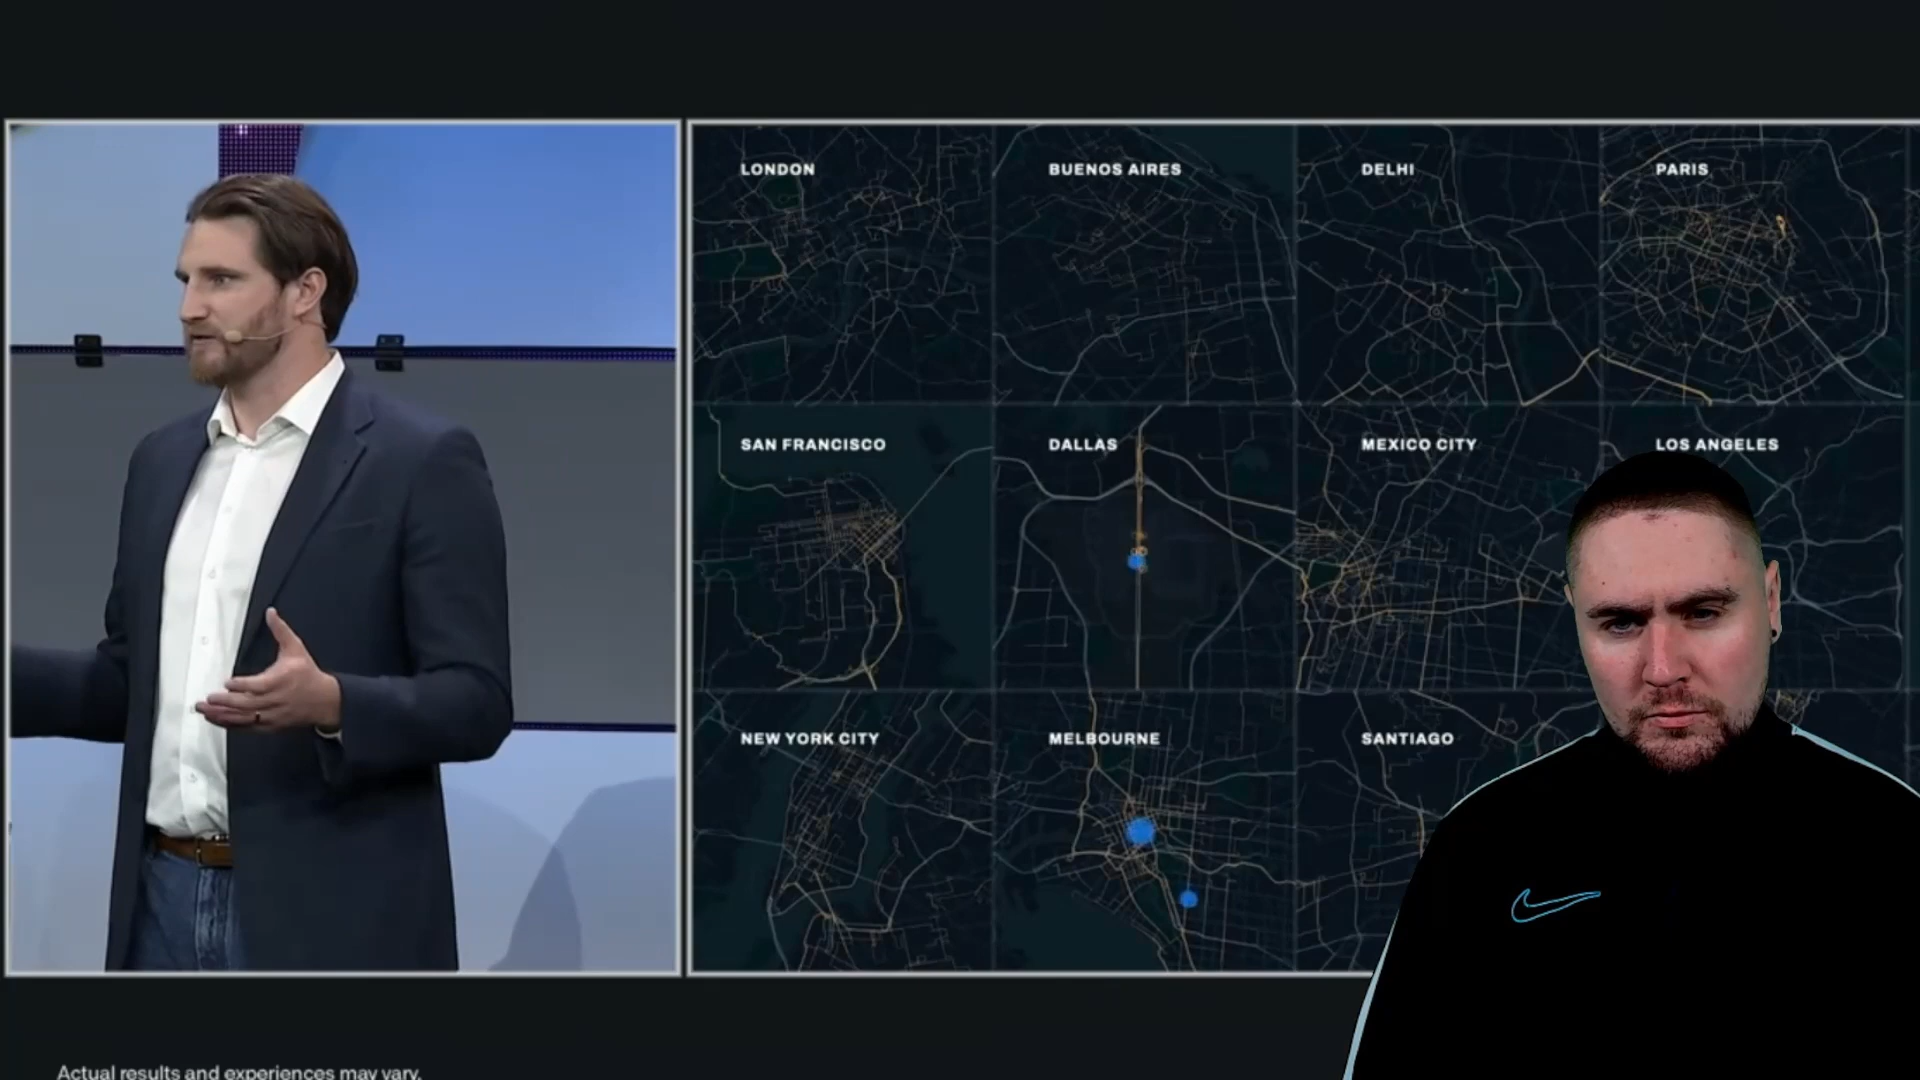 LONDON
BUENOS AIRES
DELHI
PARIS
SAN FRANCISCO
DALLAS
MEXICO CITY
LOS ANGELES
NEW YORK CITY
MELBOURNE
SANTIAGO
Actual results and experiences may vary.